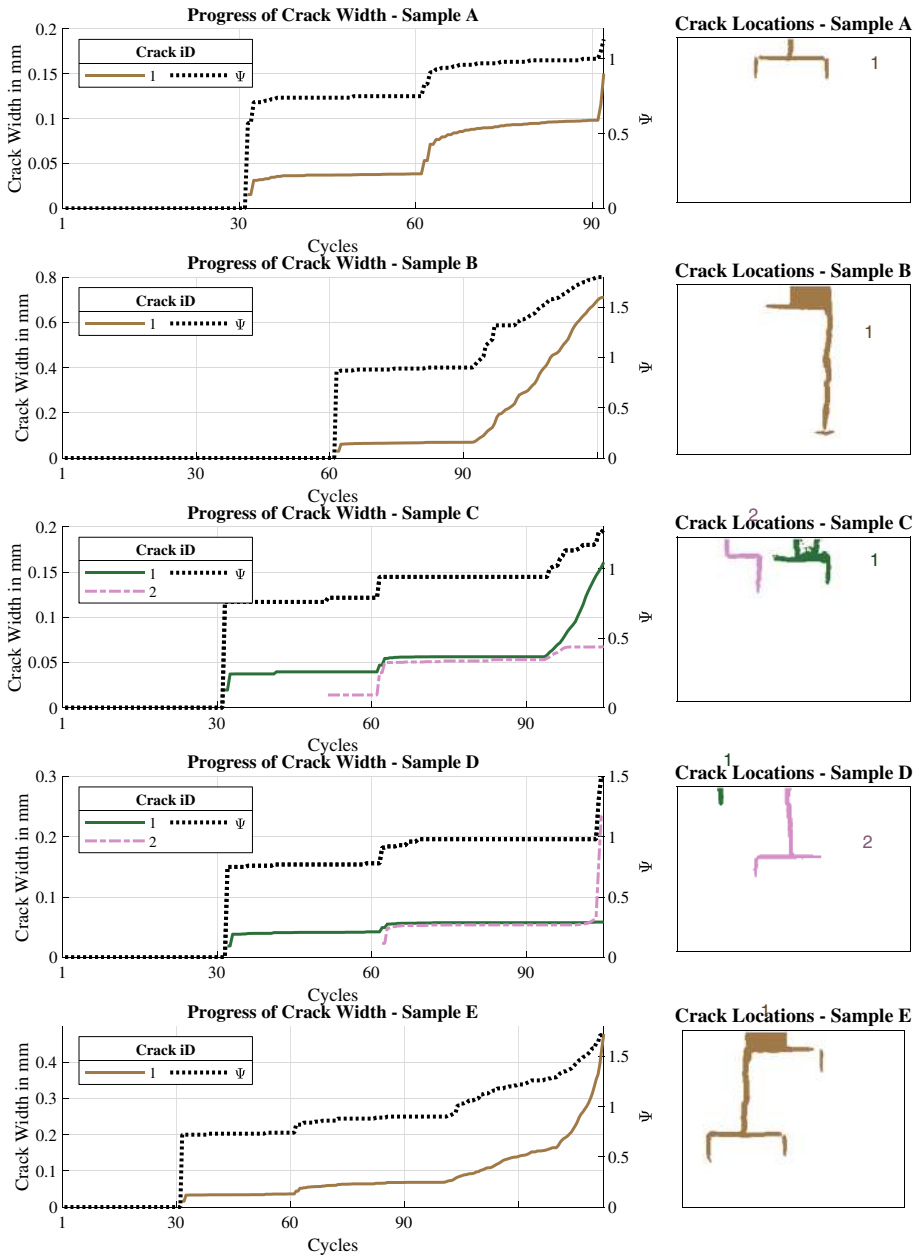 Progress of Crack Width - Sample A
Crack Locations - Sample A
Crack Width in mm
0.2
0.15
0.1
0.05
0
Crack iD
1 Ψ
1
0.5
0
Ψ
1 30 60 90
Cycles
1
Progress of Crack Width - Sample B
Crack Locations - Sample B
Crack Width in mm
0.8
0.6
0.4
0.2
0
Crack iD
1 Ψ
1.5
1
0.5
0
Ψ
1 30 60 90
Cycles
1
Progress of Crack Width - Sample C
Crack Locations - Sample C
Crack Width in mm
0.2
0.15
0.1
0.05
0
Crack iD
1 Ψ
2
1
0.5
0
Ψ
1 30 60 90
Cycles
2
1
Progress of Crack Width - Sample D
Crack Locations - Sample D
Crack Width in mm
0.3
0.2
0.1
0
Crack iD
1 Ψ
2
1.5
1
0.5
0
Ψ
1 30 60 90
Cycles
1
2
Progress of Crack Width - Sample E
Crack Locations - Sample E
Crack Width in mm
0.4
0.3
0.2
0.1
0
Crack iD
1 Ψ
1.5
1
0.5
0
Ψ
1 30 60 90
Cycles
1